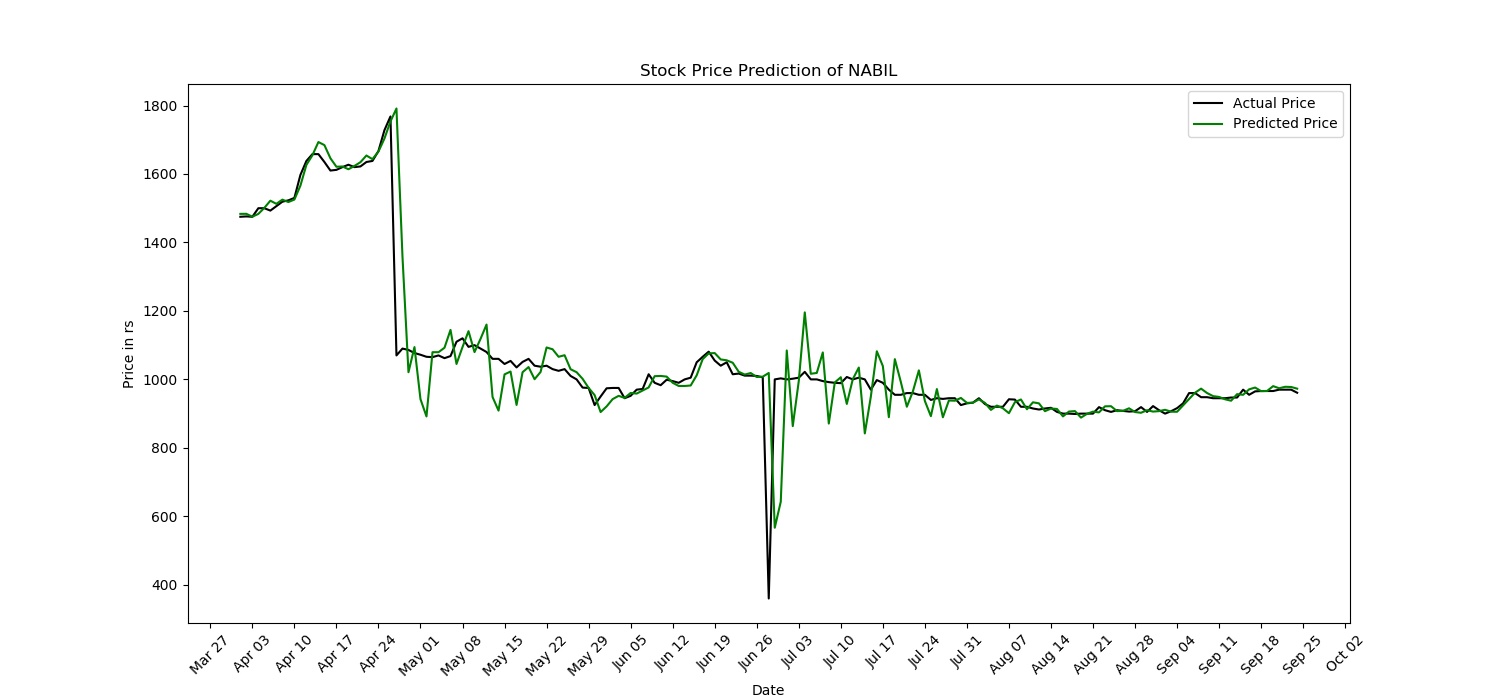 Stock Price Prediction of NABIL
Actual Price
Predicted Price
Price in rs
1800
1600
1400
1200
1000
800
600
400
Mar 27
Apr 03
Apr 10
Apr 17
Apr 24
May 01
May 08
May 15
May 22
May 29
Jun 05
Jun 12
Jun 19
Jun 26
Jul 03
Jul 10
Jul 17
Jul 24
Jul 31
Aug 07
Aug 14
Aug 21
Aug 28
Sep 04
Sep 11
Sep 18
Sep 25
Oct 02
Date